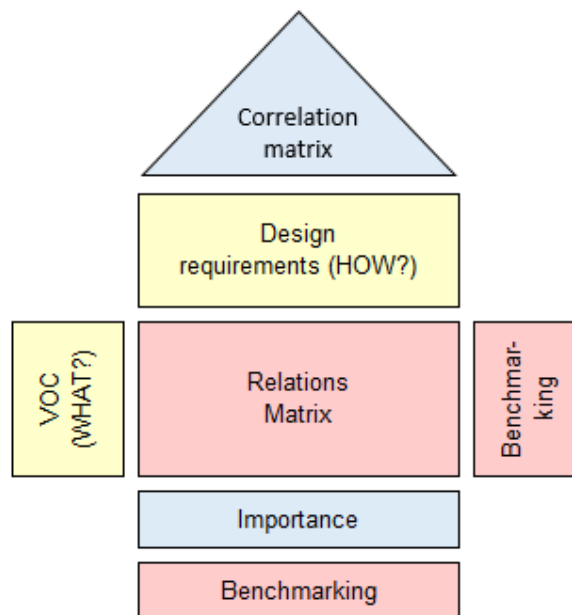 Correlation
matrix
Design
requirements (HOW?)
VOC
(WHAT?)
Relations
Matrix
Benchmar-
king
Importance
Benchmarking